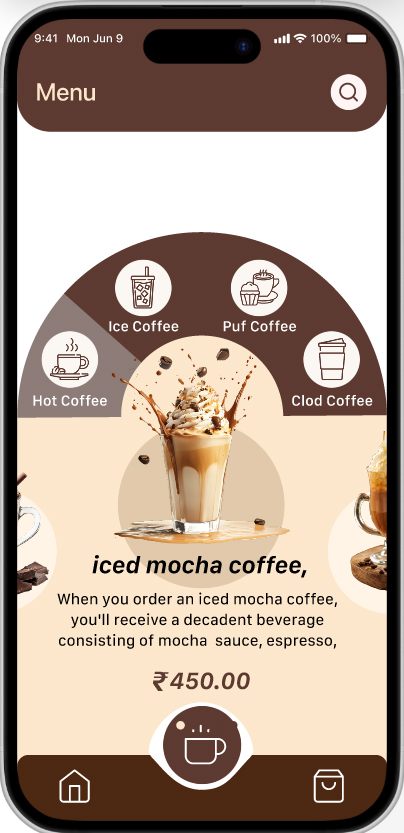 9:41 Mon Jun 9 100%
Menu
Ice Coffee Puf Coffee
Hot Coffee Clod Coffee
iced mocha coffee,
When you order an iced mocha coffee,
you'll receive a decadent beverage
consisting of mocha sauce, espresso,
₹450.00